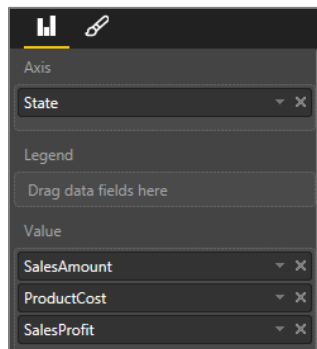 Axis
State
Legend
Drag data fields here
Value
SalesAmount
ProductCost
SalesProfit